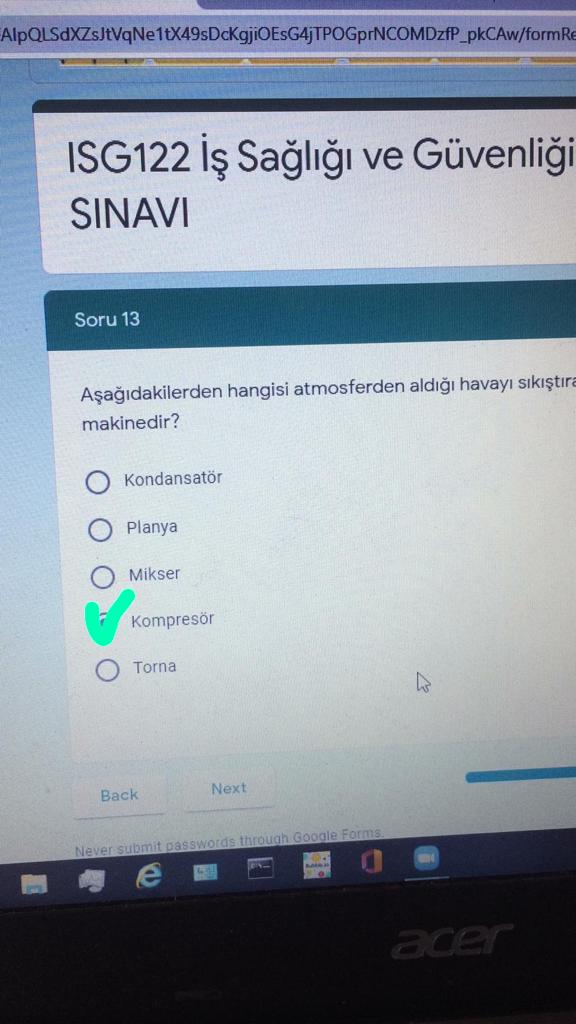 AIpQLSdXZsJtVqNe1tX49sDcKgjiOEsG4jTPOGprNCOMDzfP_pkCAw/formRe
ISG122 İş Sağlığı ve Güvenliği
SINAVI
Soru 13
Aşağıdakilerden hangisi atmosferden aldığı havayı sıkıştıra
makinedir?
Kondansatör
Planya
Mikser
Kompresör
Torna
Back
Next
Never submit passwords through Google Forms.
acer